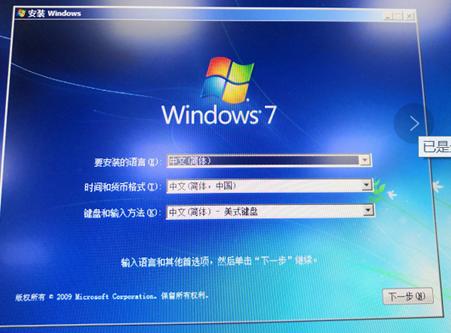 安装 Windows
Windows 7
要安装的语言(E): 中文(简体)
时间和货币格式(T): 中文(简体，中国)
键盘和输入方法(K): 中文(简体) - 美式键盘
已是
输入语言和其他首选项，然后单击“下一步”继续。
版权所有 © 2009 Microsoft Corporation. 保留所有权利。
下一步(N)